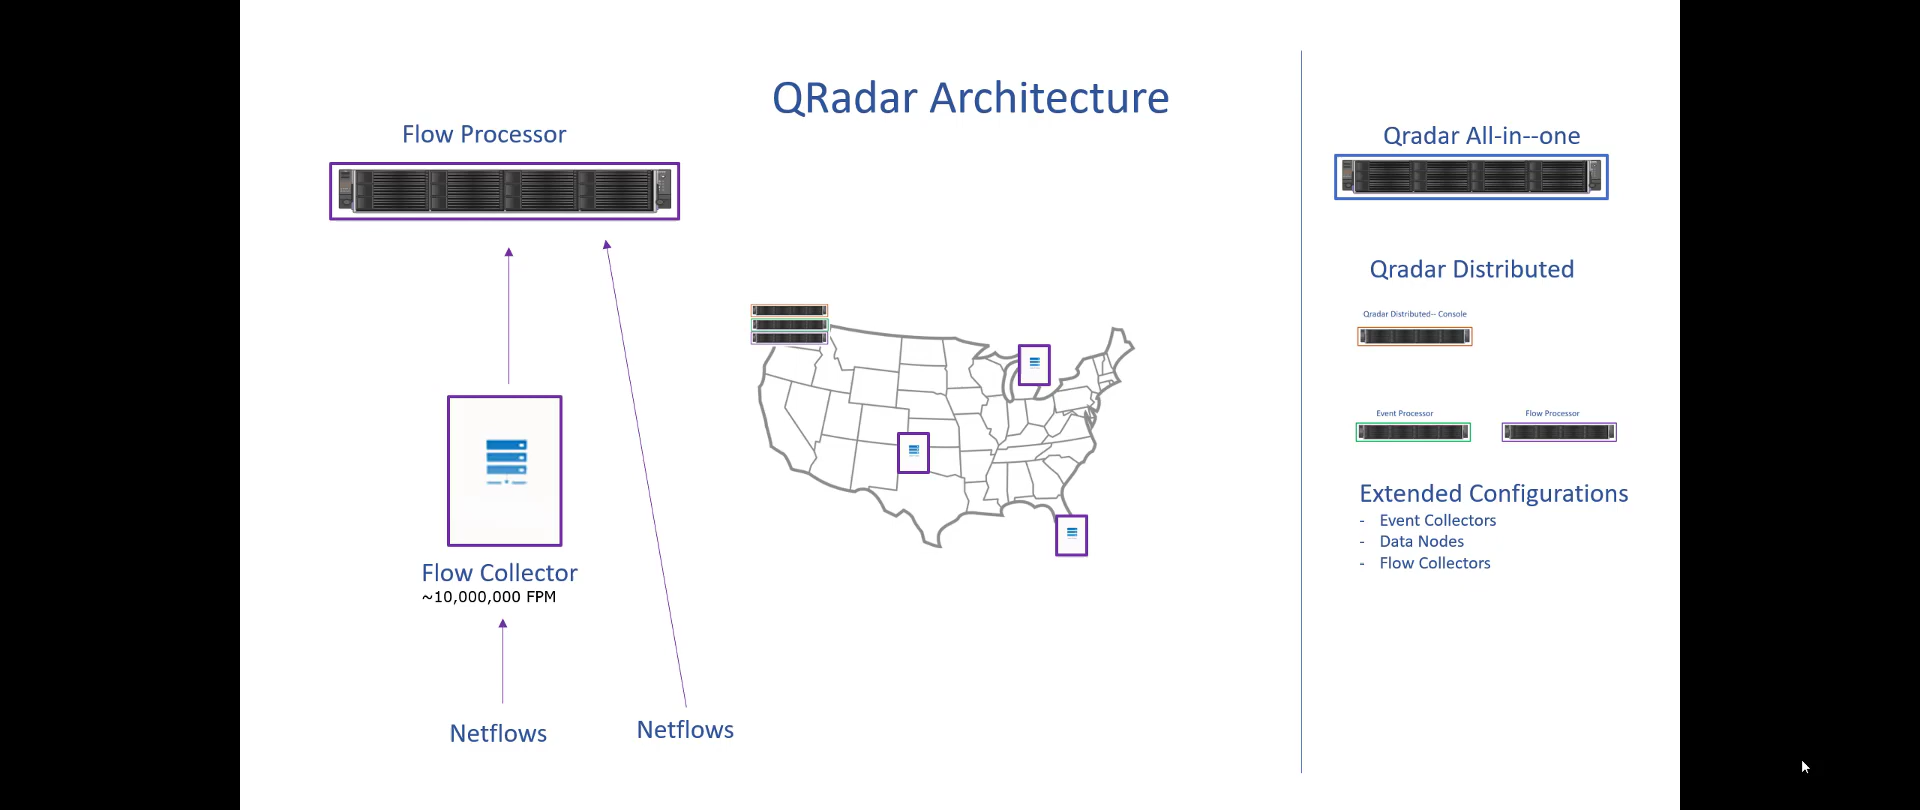 QRadar Architecture
Flow Processor
Flow Collector
~10,000,000 FPM
Netflows
Netflows
Qradar All-in--one
Qradar Distributed
Qradar Distributed-- Console
Event Processor
Flow Processor
Extended Configurations
- Event Collectors
- Data Nodes
- Flow Collectors